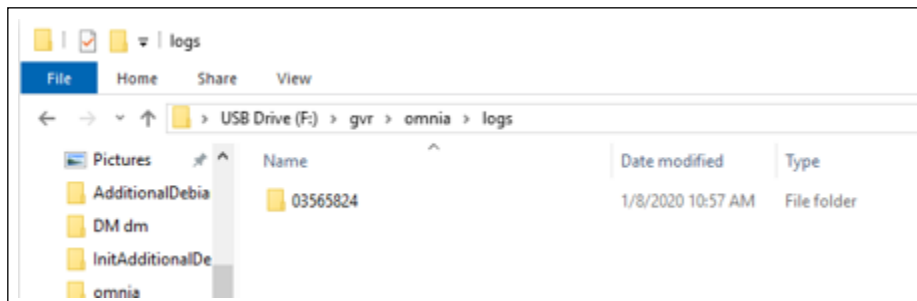 logs
File Home Share View
USB Drive (F:) > gvr > omnia > logs
Name Date modified Type
Pictures
AdditionalDebia
03565824 1/8/2020 10:57 AM File folder
DM dm
InitAdditionalDe
omnia